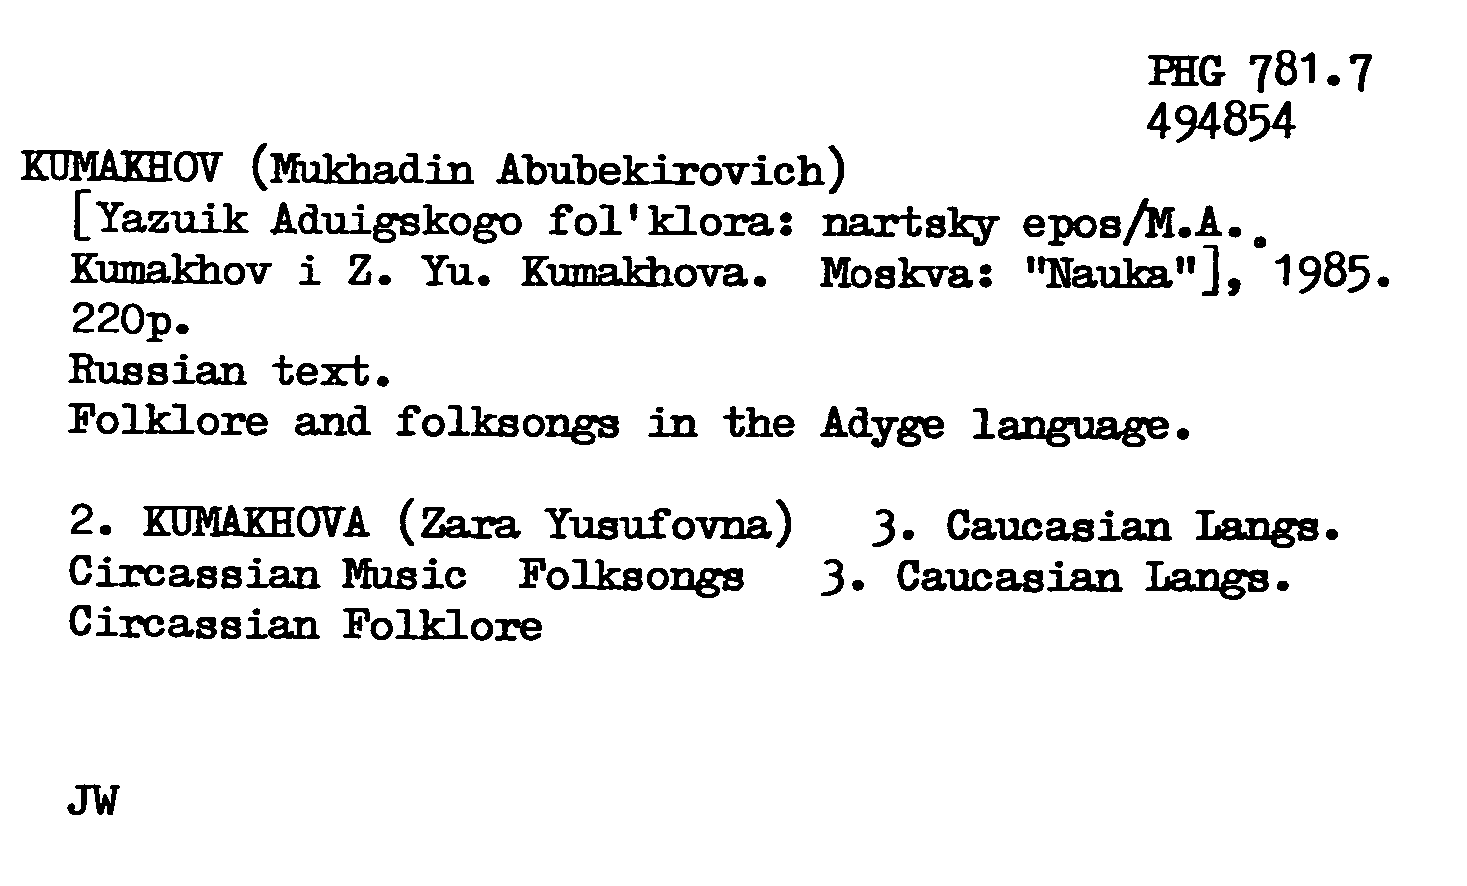 PHG 781.7
494854
KUMAKHOV (Mukhadin Abubekirovich)
[Yazuik Aduigskogo fol'klora: nartsky epos/M.A..
Kumakhov i Z. Yu. Kumakhova. Moskva: "Nauka"], 1985.
220p.
Russian text.
Folklore and folksongs in the Adyge language.
2. KUMAKHOVA (Zara Yusufovna) 3. Caucasian Langs.
Circassian Music Folksongs 3. Caucasian Langs.
Circassian Folklore
JW